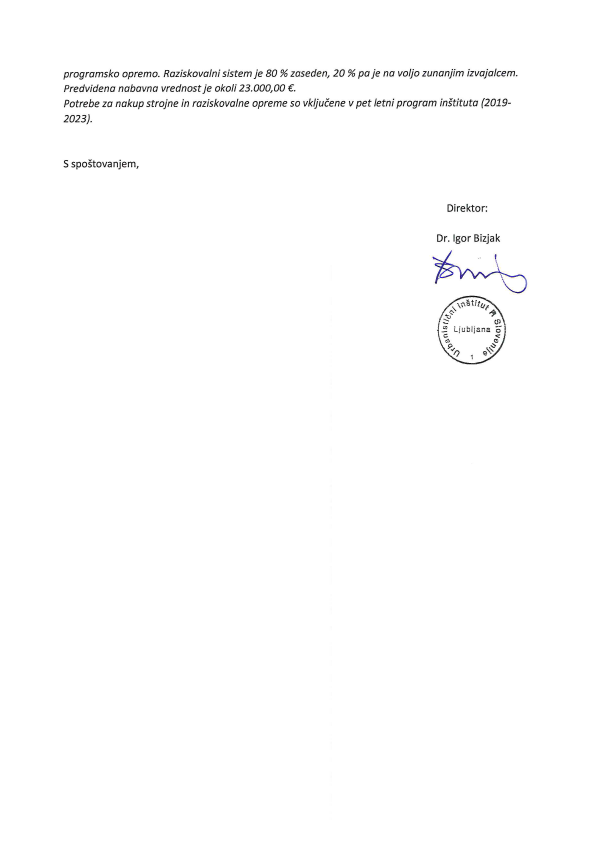 programsko opremo. Raziskovalni sistem je 80 % zaseden, 20 % pa je na voljo zunanjim izvajalcem.
Predvidena nabavna vrednost je okoli 23.000,00 €.
Potrebe za nakup strojne in raziskovalne opreme so vključene v pet letni program inštituta (2019-
2023).
S spoštovanjem,
Direktor:
Dr. Igor Bizjak
Urbanistični inštitut R Slovenije
Ljubljana
1